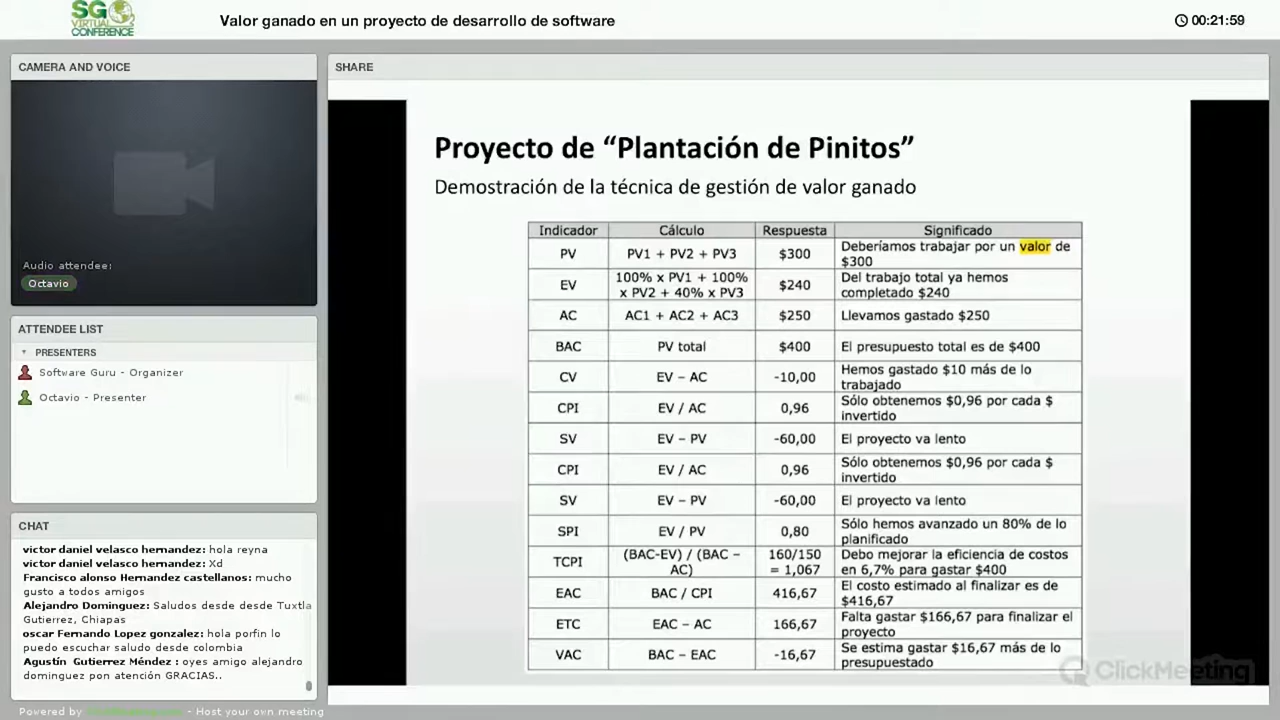 SG
VIRTUAL
CONFERENCE
Valor ganado en un proyecto de desarrollo de software
00:21:59
CAMERA AND VOICE
Audio attendee:
Octavio
ATTENDEE LIST
PRESENTERS
Software Guru - Organizer
Octavio - Presenter
CHAT
victor daniel velasco hernandez: hola reyna
victor daniel velasco hernandez: Xd
Francisco alonso Hernandez castellanos: mucho
gusto a todos amigos
Alejandro Dominguez: Saludos desde desde Tuxtla
Gutierrez, Chiapas
oscar Fernando Lopez gonzalez: hola porfin lo
puedo escuchar saludo desde colombia
Agustín Gutierrez Méndez : oyes amigo alejandro
dominguez pon atención GRACIAS..
Powered by ClickMeeting.com - Host your own meeting
SHARE
Proyecto de “Plantación de Pinitos”
Demostración de la técnica de gestión de valor ganado
Indicador Cálculo Respuesta Significado
PV PV1 + PV2 + PV3 $300 Deberíamos trabajar por un valor de
$300
EV 100% x PV1 + 100%
x PV2 + 40% x PV3 $240 Del trabajo total ya hemos
completado $240
AC AC1 + AC2 + AC3 $250 Llevamos gastado $250
BAC PV total $400 El presupuesto total es de $400
CV EV – AC -10,00 Hemos gastado $10 más de lo
trabajado
CPI EV / AC 0,96 Sólo obtenemos $0,96 por cada $
invertido
SV EV – PV -60,00 El proyecto va lento
CPI EV / AC 0,96 Sólo obtenemos $0,96 por cada $
invertido
SV EV – PV -60,00 El proyecto va lento
SPI EV / PV 0,80 Sólo hemos avanzado un 80% de lo
planificado
TCPI (BAC-EV) / (BAC –
AC) 160/150
= 1,067 Debo mejorar la eficiencia de costos
en 6,7% para gastar $400
EAC BAC / CPI 416,67 El costo estimado al finalizar es de
$416,67
ETC EAC – AC 166,67 Falta gastar $166,67 para finalizar el
proyecto
VAC BAC – EAC -16,67 Se estima gastar $16,67 más de lo
presupuestado
ClickMeeting